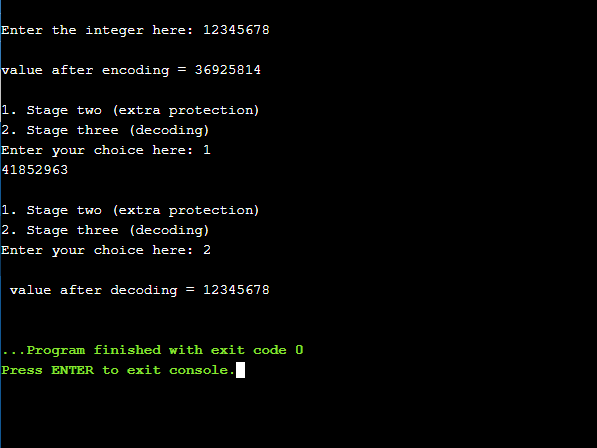 Enter the integer here: 12345678
value after encoding = 36925814
1. Stage two (extra protection)
2. Stage three (decoding)
Enter your choice here: 1
41852963
1. Stage two (extra protection)
2. Stage three (decoding)
Enter your choice here: 2
value after decoding = 12345678
...Program finished with exit code 0
Press ENTER to exit console.